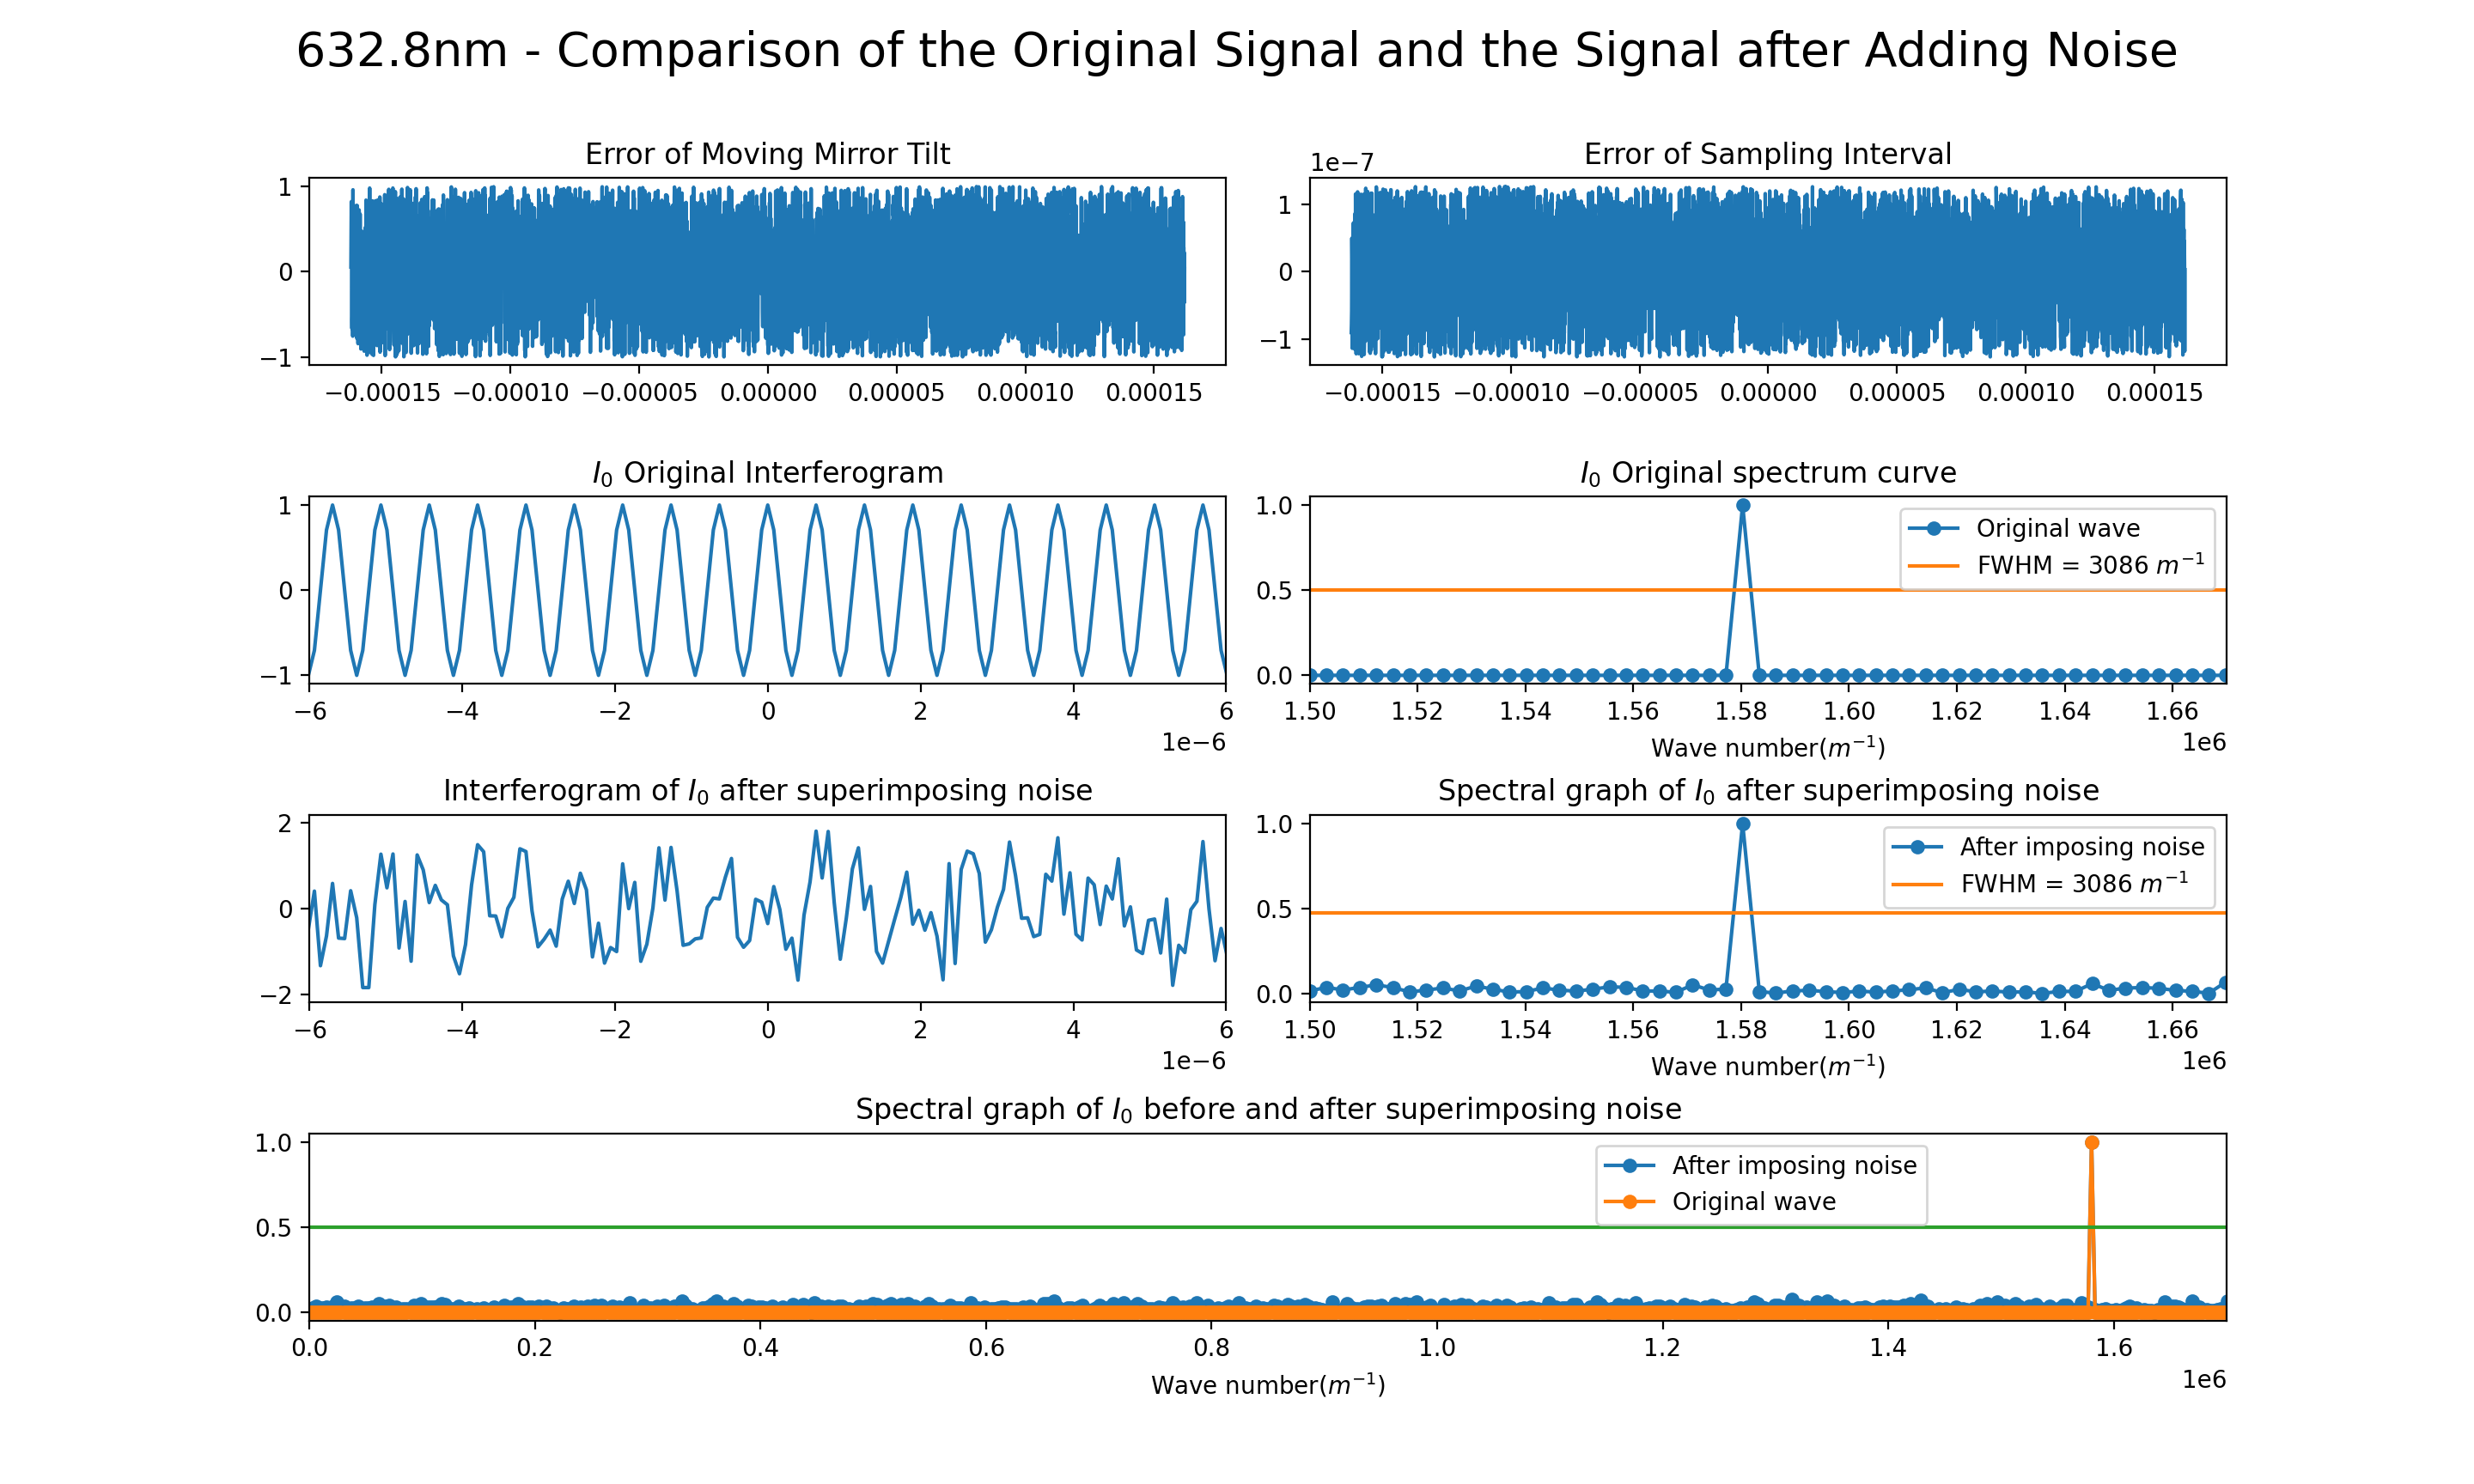 632.8nm - Comparison of the Original Signal and the Signal after Adding Noise
Error of Moving Mirror Tilt
1
0
−1
−0.00015 −0.00010 −0.00005 0.00000 0.00005 0.00010 0.00015
Error of Sampling Interval
1e−7
1
0
−1
−0.00015 −0.00010 −0.00005 0.00000 0.00005 0.00010 0.00015
I₀ Original Interferogram
1
0
−1
−6 −4 −2 0 2 4 6
1e−6
I₀ Original spectrum curve
1.0
0.5
0.0
Original wave
FWHM = 3086 m⁻¹
1.50 1.52 1.54 1.56 1.58 1.60 1.62 1.64 1.66
Wave number(m⁻¹)
1e6
Interferogram of I₀ after superimposing noise
2
0
−2
−6 −4 −2 0 2 4 6
1e−6
Spectral graph of I₀ after superimposing noise
1.0
0.5
0.0
After imposing noise
FWHM = 3086 m⁻¹
1.50 1.52 1.54 1.56 1.58 1.60 1.62 1.64 1.66
Wave number(m⁻¹)
1e6
Spectral graph of I₀ before and after superimposing noise
1.0
0.5
0.0
After imposing noise
Original wave
0.0 0.2 0.4 0.6 0.8 1.0 1.2 1.4 1.6
Wave number(m⁻¹)
1e6